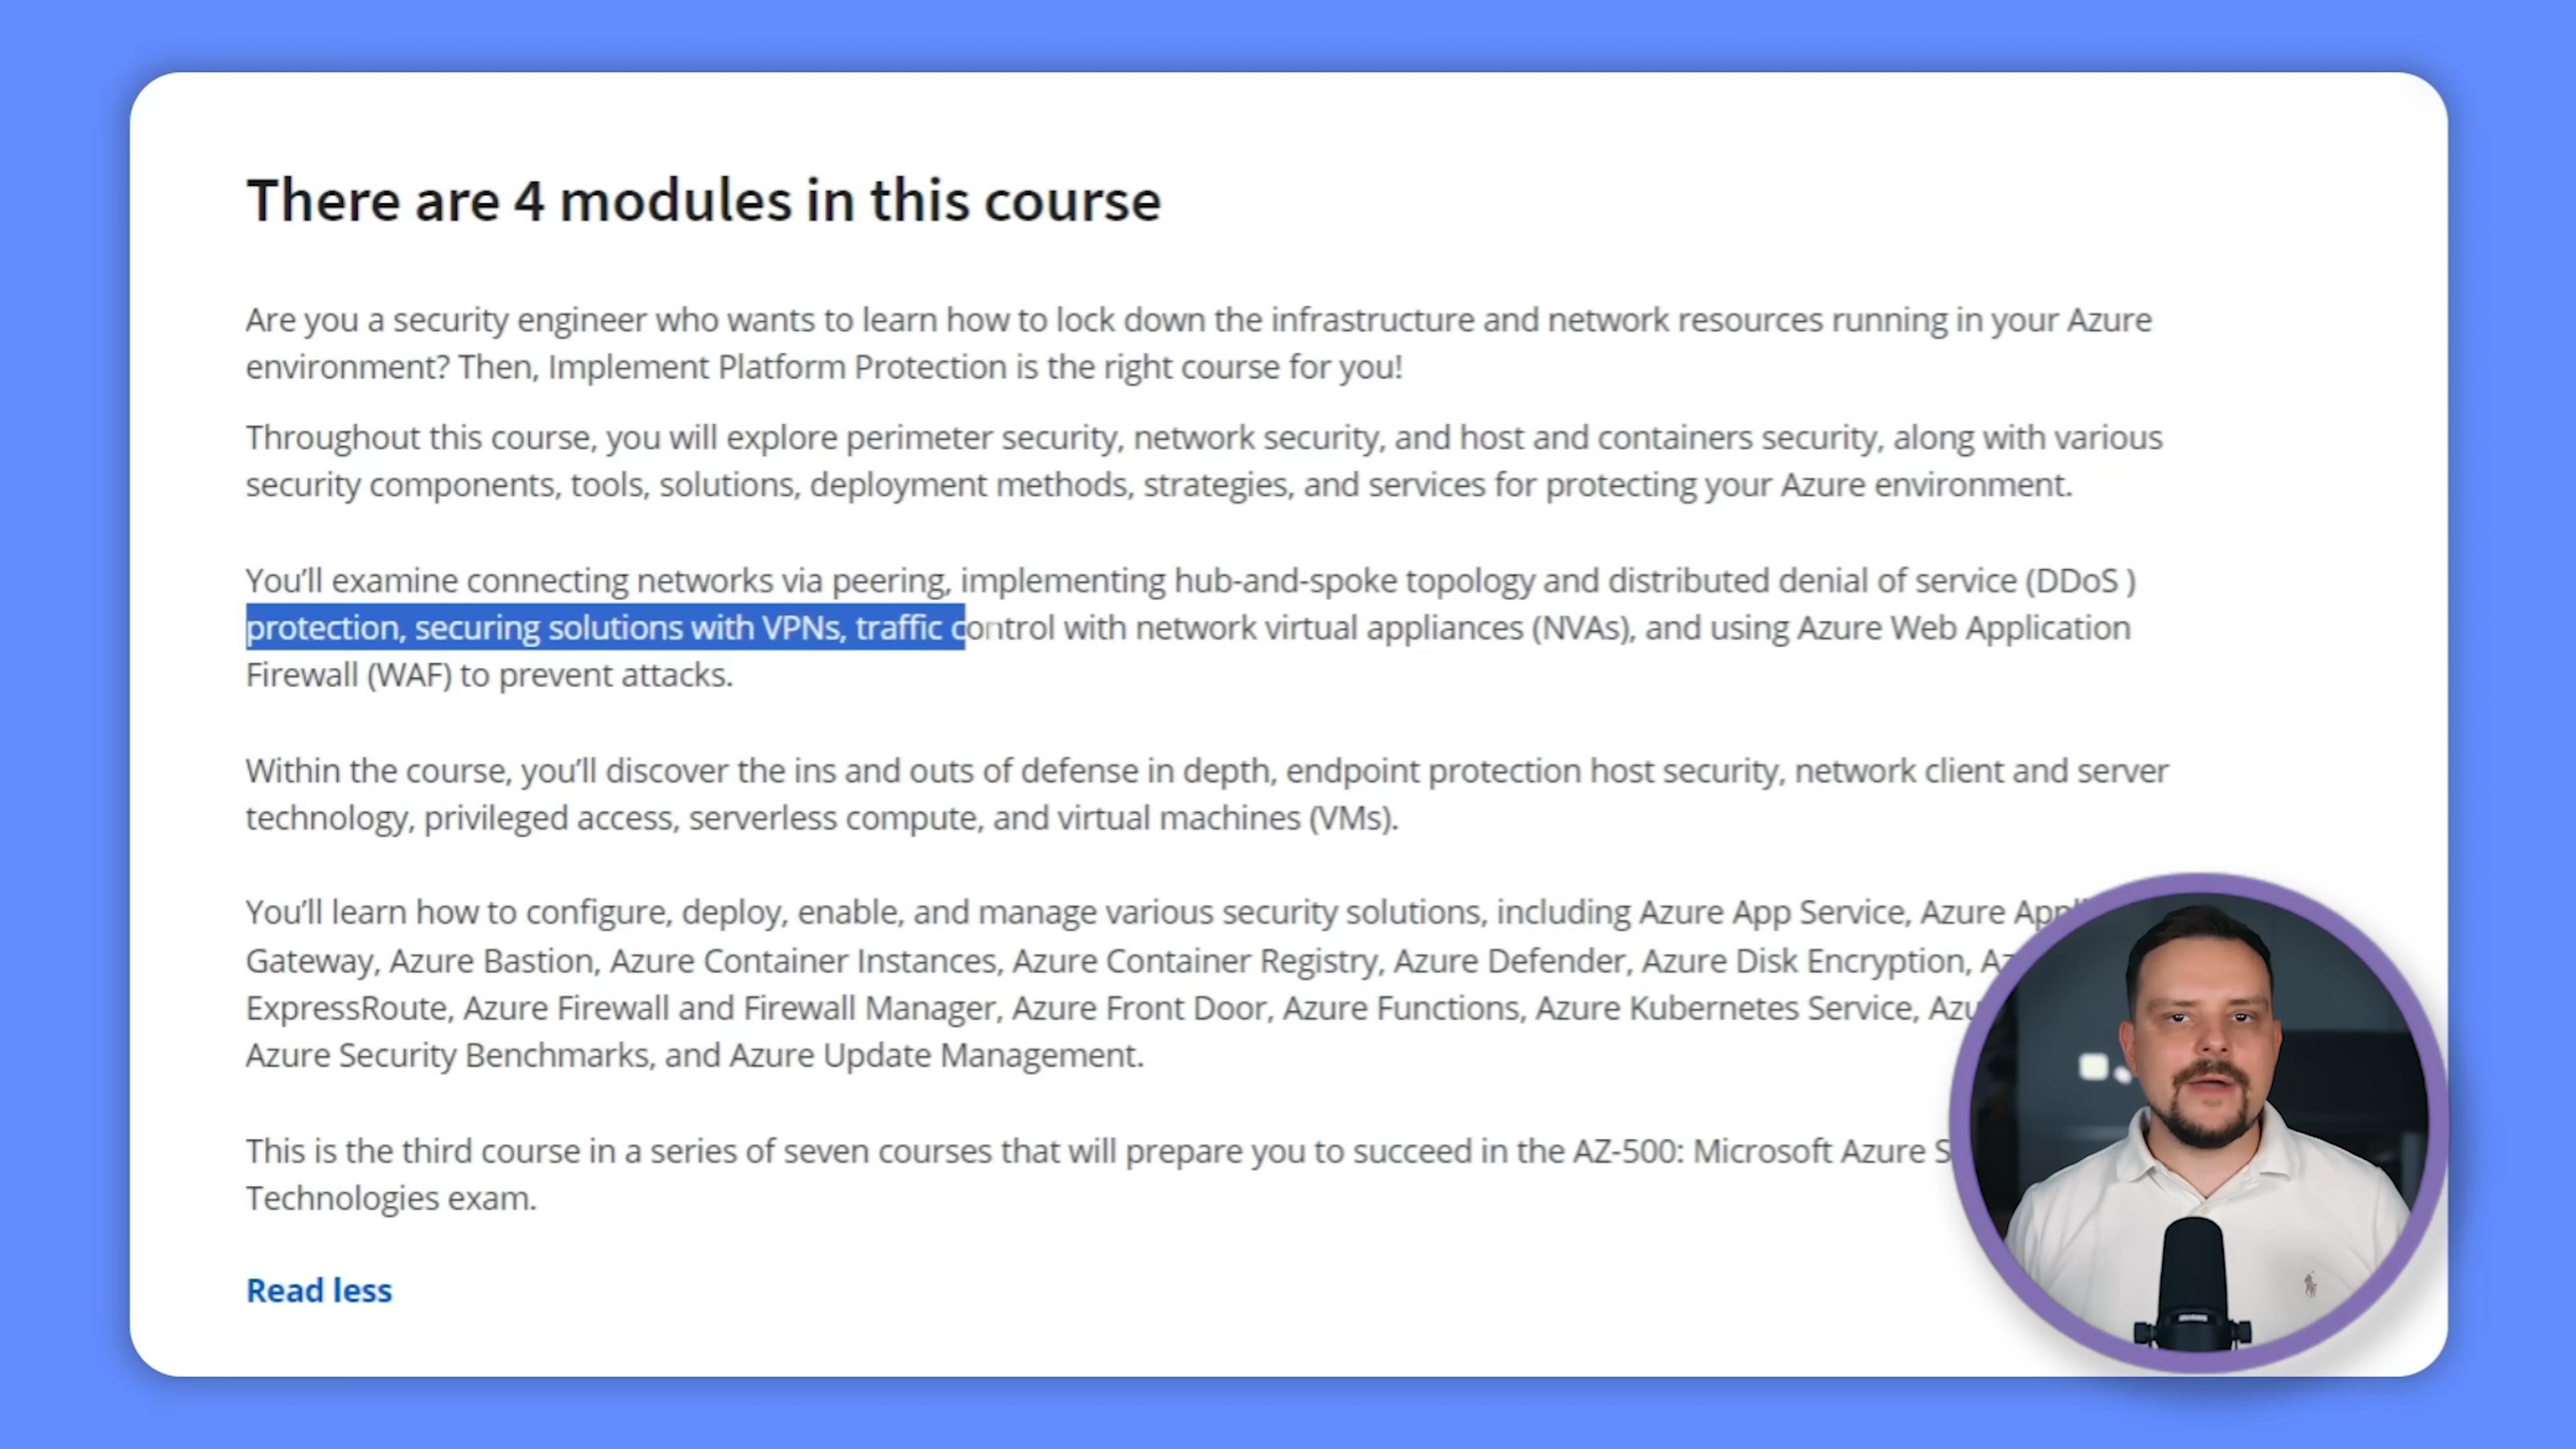 There are 4 modules in this course
Are you a security engineer who wants to learn how to lock down the infrastructure and network resources running in your Azure
environment? Then, Implement Platform Protection is the right course for you!
Throughout this course, you will explore perimeter security, network security, and host and containers security, along with various
security components, tools, solutions, deployment methods, strategies, and services for protecting your Azure environment.
You’ll examine connecting networks via peering, implementing hub-and-spoke topology and distributed denial of service (DDoS )
protection, securing solutions with VPNs, traffic control with network virtual appliances (NVAs), and using Azure Web Application
Firewall (WAF) to prevent attacks.
Within the course, you’ll discover the ins and outs of defense in depth, endpoint protection host security, network client and server
technology, privileged access, serverless compute, and virtual machines (VMs).
You’ll learn how to configure, deploy, enable, and manage various security solutions, including Azure App Service, Azure
Gateway, Azure Bastion, Azure Container Instances, Azure Container Registry, Azure Defender, Azure Disk Encryption,
ExpressRoute, Azure Firewall and Firewall Manager, Azure Front Door, Azure Functions, Azure Kubernetes Service,
Azure Security Benchmarks, and Azure Update Management.
This is the third course in a series of seven courses that will prepare you to succeed in the AZ-500: Microsoft Azure
Technologies exam.
Read less